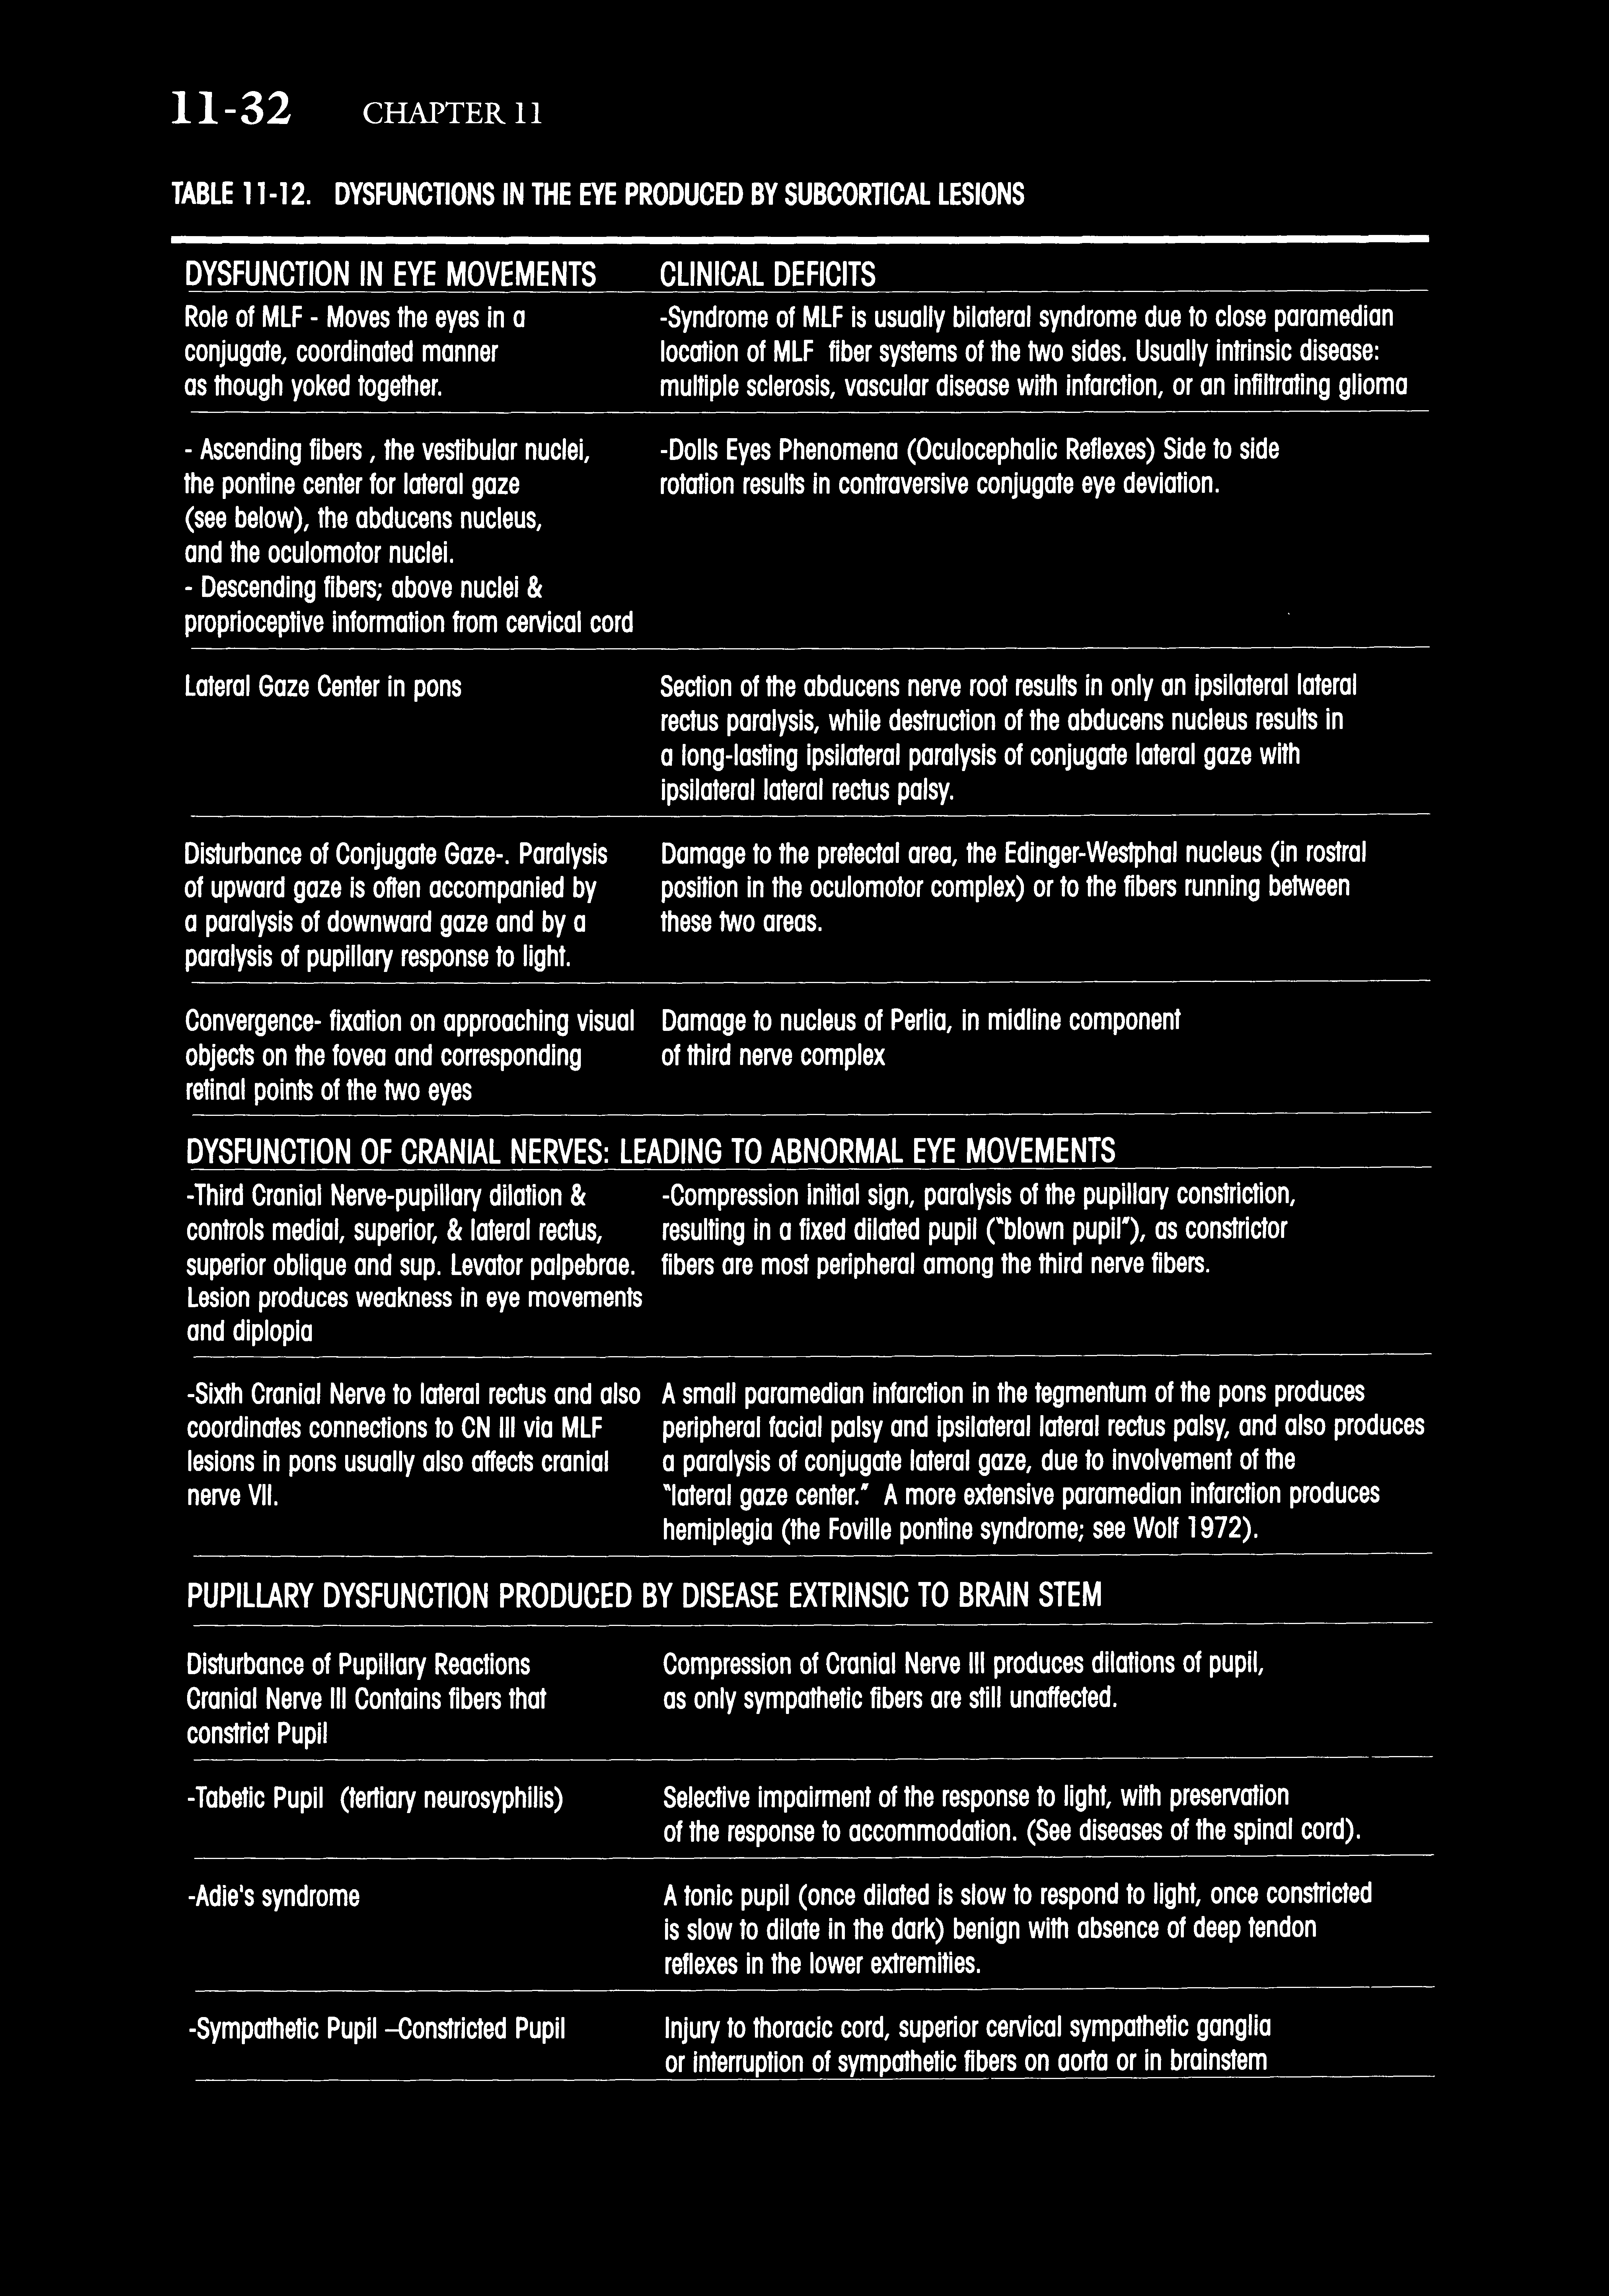 11-32 CHAPTER 11
TABLE 11-12. DYSFUNCTIONS IN THE EYE PRODUCED BY SUBCORTICAL LESIONS
DYSFUNCTION IN EYE MOVEMENTS CLINICAL DEFICITS
Role of MLF - Moves the eyes in a
conjugate, coordinated manner
as though yoked together.
-Syndrome of MLF is usually bilateral syndrome due to close paramedian
location of MLF fiber systems of the two sides. Usually intrinsic disease:
multiple sclerosis, vascular disease with infarction, or an infiltrating glioma
- Ascending fibers , the vestibular nuclei,
the pontine center for lateral gaze
(see below), the abducens nucleus,
and the oculomotor nuclei.
- Descending fibers; above nuclei &
proprioceptive information from cervical cord
-Dolls Eyes Phenomena (Oculocephalic Reflexes) Side to side
rotation results in contraversive conjugate eye deviation.
Lateral Gaze Center in pons
Section of the abducens nerve root results in only an ipsilateral lateral
rectus paralysis, while destruction of the abducens nucleus results in
a long-lasting ipsilateral paralysis of conjugate lateral gaze with
ipsilateral lateral rectus palsy.
Disturbance of Conjugate Gaze-. Paralysis
of upward gaze is often accompanied by
a paralysis of downward gaze and by a
paralysis of pupillary response to light.
Damage to the pretectal area, the Edinger-Westphal nucleus (in rostral
position in the oculomotor complex) or to the fibers running between
these two areas.
Convergence- fixation on approaching visual
objects on the fovea and corresponding
retinal points of the two eyes
Damage to nucleus of Perlia, in midline component
of third nerve complex
DYSFUNCTION OF CRANIAL NERVES: LEADING TO ABNORMAL EYE MOVEMENTS
-Third Cranial Nerve-pupillary dilation &
controls medial, superior, & lateral rectus,
superior oblique and sup. Levator palpebrae.
Lesion produces weakness in eye movements
and diplopia
-Compression initial sign, paralysis of the pupillary constriction,
resulting in a fixed dilated pupil ("blown pupil"), as constrictor
fibers are most peripheral among the third nerve fibers.
-Sixth Cranial Nerve to lateral rectus and also
coordinates connections to CN III via MLF
lesions in pons usually also affects cranial
nerve VII.
A small paramedian infarction in the tegmentum of the pons produces
peripheral facial palsy and ipsilateral lateral rectus palsy, and also produces
a paralysis of conjugate lateral gaze, due to involvement of the
"lateral gaze center." A more extensive paramedian infarction produces
hemiplegia (the Foville pontine syndrome; see Wolf 1972).
PUPILLARY DYSFUNCTION PRODUCED BY DISEASE EXTRINSIC TO BRAIN STEM
Disturbance of Pupillary Reactions
Cranial Nerve III Contains fibers that
constrict Pupil
Compression of Cranial Nerve III produces dilations of pupil,
as only sympathetic fibers are still unaffected.
-Tabetic Pupil (tertiary neurosyphilis)
Selective impairment of the response to light, with preservation
of the response to accommodation. (See diseases of the spinal cord).
-Adie's syndrome
A tonic pupil (once dilated is slow to respond to light, once constricted
is slow to dilate in the dark) benign with absence of deep tendon
reflexes in the lower extremities.
-Sympathetic Pupil –Constricted Pupil
Injury to thoracic cord, superior cervical sympathetic ganglia
or interruption of sympathetic fibers on aorta or in brainstem